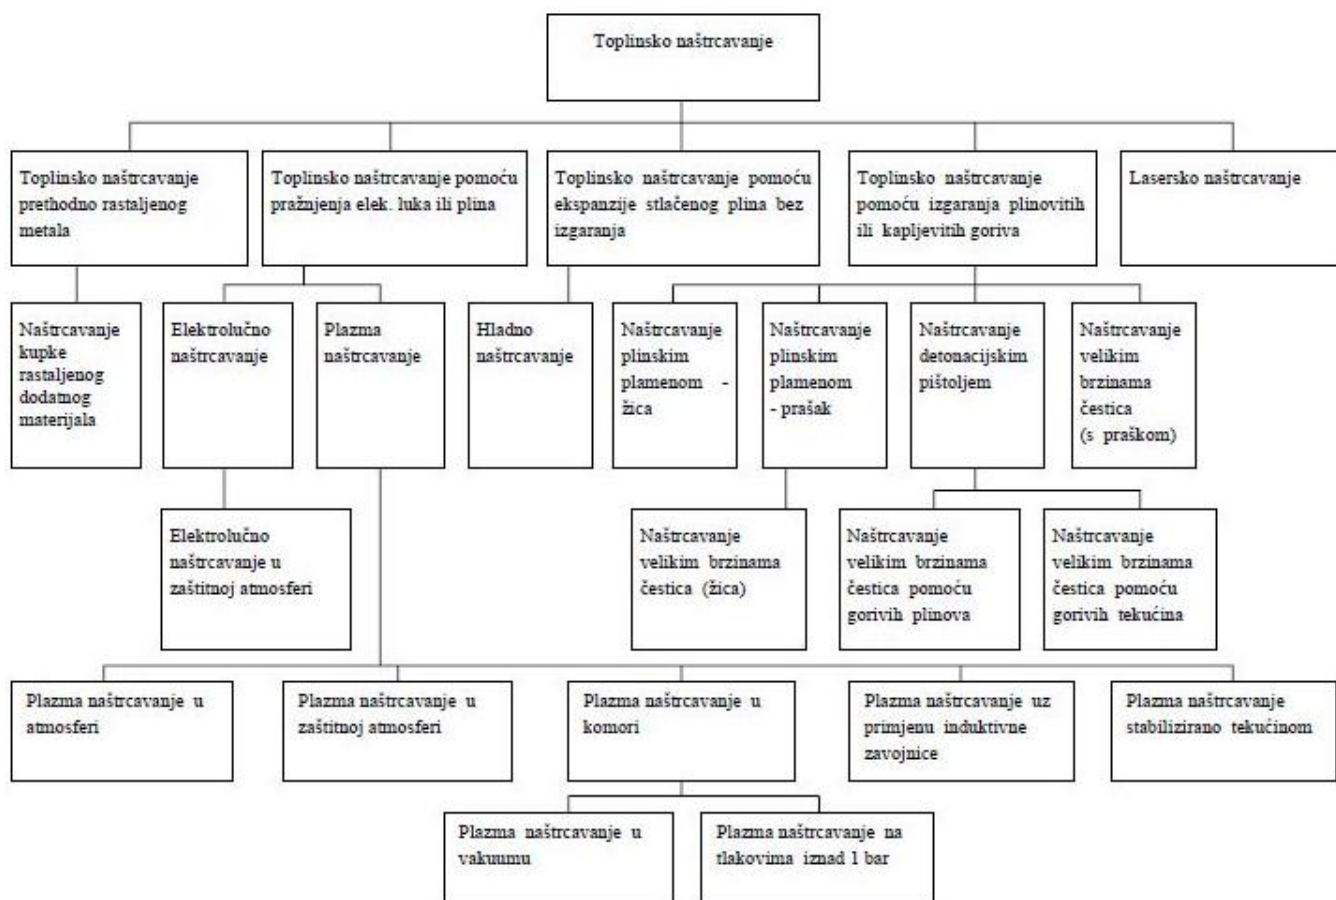 Toplinsko naštrcavanje
Toplinsko naštrcavanje
prethodno rastaljenog
metala
Toplinsko naštrcavanje pomoću
pražnjenja elek. luka ili plina
Toplinsko naštrcavanje pomoću
ekspanzije stlačenog plina bez
izgaranja
Toplinsko naštrcavanje
pomoću izgaranja plinovitih
ili kapljevitih goriva
Lasersko naštrcavanje
Naštrcavanje
kupke
rastaljenog
dodatnog
materijala
Elektrolučno
naštrcavanje
Plazma
naštrcavanje
Hladno
naštrcavanje
Naštrcavanje
plinskim
plamenom -
žica
Naštrcavanje
plinskim
plamenom
- prašak
Naštrcavanje
detonacijskim
pištoljem
Naštrcavanje
velikim
brzinama
čestica
(s praškom)
Elektrolučno
naštrcavanje u
zaštitnoj atmosferi
Naštrcavanje
velikim brzinama
čestica (žica)
Naštrcavanje
velikim brzinama
čestica pomoću
gorivih plinova
Naštrcavanje
velikim brzinama
čestica pomoću
gorivih tekućina
Plazma naštrcavanje u
atmosferi
Plazma naštrcavanje u
zaštitnoj atmosferi
Plazma naštrcavanje u
komori
Plazma naštrcavanje uz
primjenu induktivne
zavojnice
Plazma naštrcavanje
stabilizirano tekućinom
Plazma naštrcavanje u
vakuumu
Plazma naštrcavanje na
tlakovima iznad 1 bar